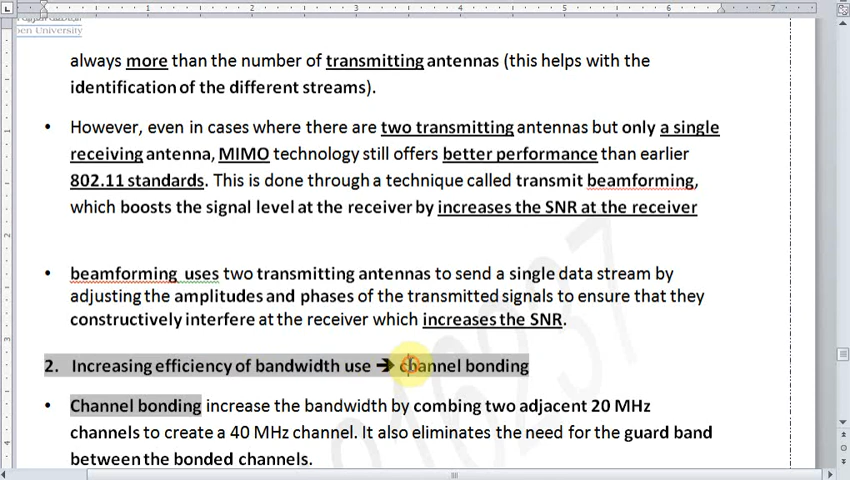 pen University
always more than the number of transmitting antennas (this helps with the
identification of the different streams).
• However, even in cases where there are two transmitting antennas but only a single
receiving antenna, MIMO technology still offers better performance than earlier
802.11 standards. This is done through a technique called transmit beamforming,
which boosts the signal level at the receiver by increases the SNR at the receiver
• beamforming uses two transmitting antennas to send a single data stream by
adjusting the amplitudes and phases of the transmitted signals to ensure that they
constructively interfere at the receiver which increases the SNR.
2. Increasing efficiency of bandwidth use ➔ channel bonding
• Channel bonding increase the bandwidth by combing two adjacent 20 MHz
channels to create a 40 MHz channel. It also eliminates the need for the guard band
between the bonded channels.